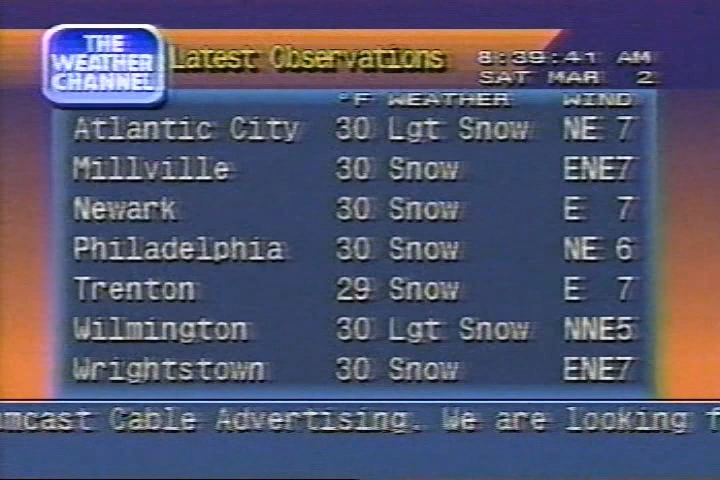 THE
WEATHER
CHANNEL
Latest Observations
8:39:41 AM
SAT MAR 2
°F WEATHER WIND
Atlantic City 30 Lgt Snow NE 7
Millville 30 Snow ENE7
Newark 30 Snow E 7
Philadelphia 30 Snow NE 6
Trenton 29 Snow E 7
Wilmington 30 Lgt Snow NNE5
Wrightstown 30 Snow ENE7
omcast Cable Advertising. We are looking f